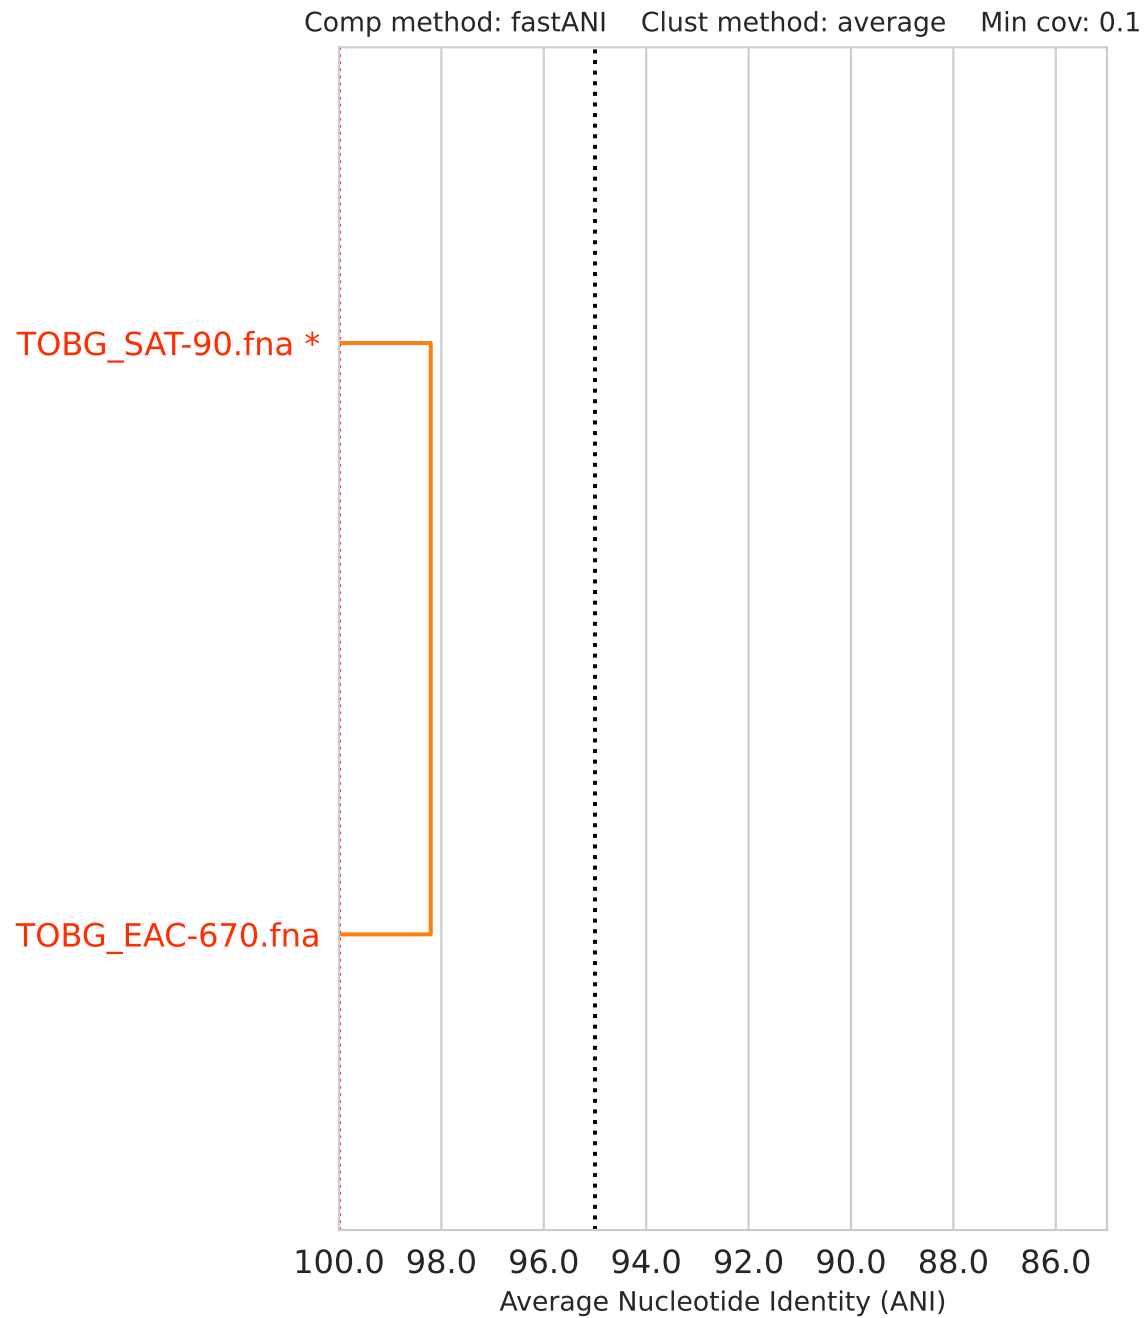 Comp method: fastANI    Clust method: average    Min cov: 0.1
TOBG_SAT-90.fna *
TOBG_EAC-670.fna
100.0 98.0 96.0 94.0 92.0 90.0 88.0 86.0
Average Nucleotide Identity (ANI)